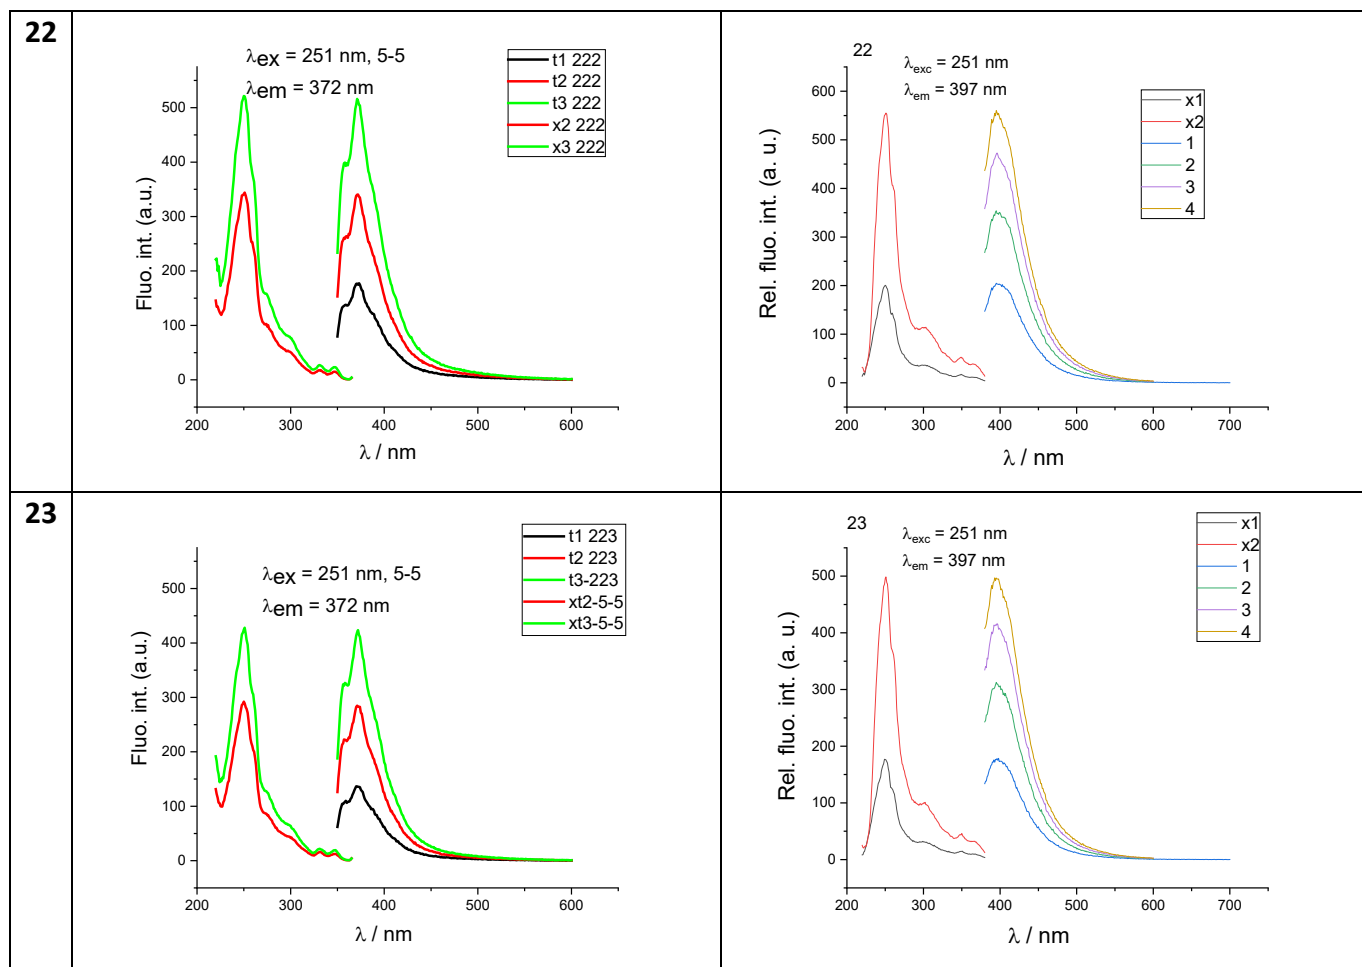 22
λex = 251 nm, 5-5
λem = 372 nm
t1 222
t2 222
t3 222
x2 222
x3 222
500
400
300
200
100
0
Fluo. int. (a.u.)
200 300 400 500 600
λ / nm
22
λexc = 251 nm
λem = 397 nm
x1
x2
1
2
3
4
600
500
400
300
200
100
0
Rel. fluo. int. (a. u.)
200 300 400 500 600 700
λ / nm
23
λex = 251 nm, 5-5
λem = 372 nm
t1 223
t2 223
t3-223
xt2-5-5
xt3-5-5
500
400
300
200
100
0
Fluo. int. (a.u.)
200 300 400 500 600
λ / nm
23
λexc = 251 nm
λem = 397 nm
x1
x2
1
2
3
4
500
400
300
200
100
0
Rel. fluo. int. (a. u.)
200 300 400 500 600 700
λ / nm